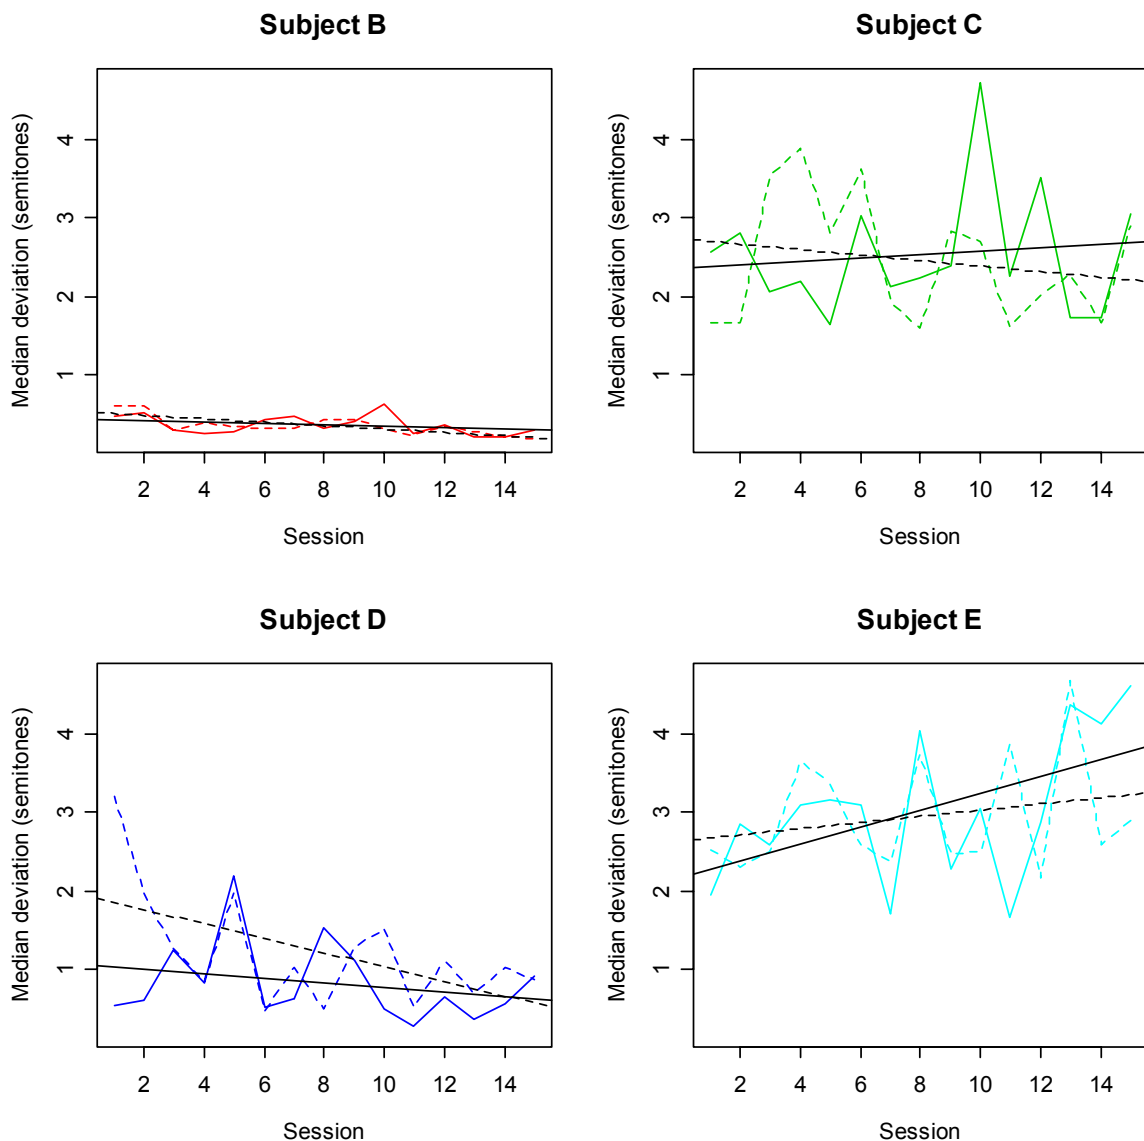 Subject B
Median deviation (semitones)
4
3
2
1
2 4 6 8 10 12 14
Session
Subject C
Median deviation (semitones)
4
3
2
1
2 4 6 8 10 12 14
Session
Subject D
Median deviation (semitones)
4
3
2
1
2 4 6 8 10 12 14
Session
Subject E
Median deviation (semitones)
4
3
2
1
2 4 6 8 10 12 14
Session